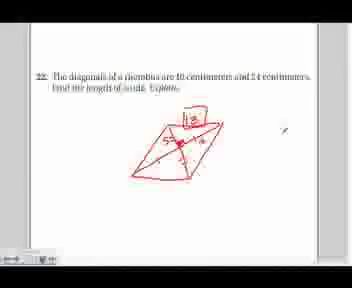 22. The diagonals of a rhombus are 10 centimeters and 24 centimeters.
Find the length of a side. Explain.
13
5